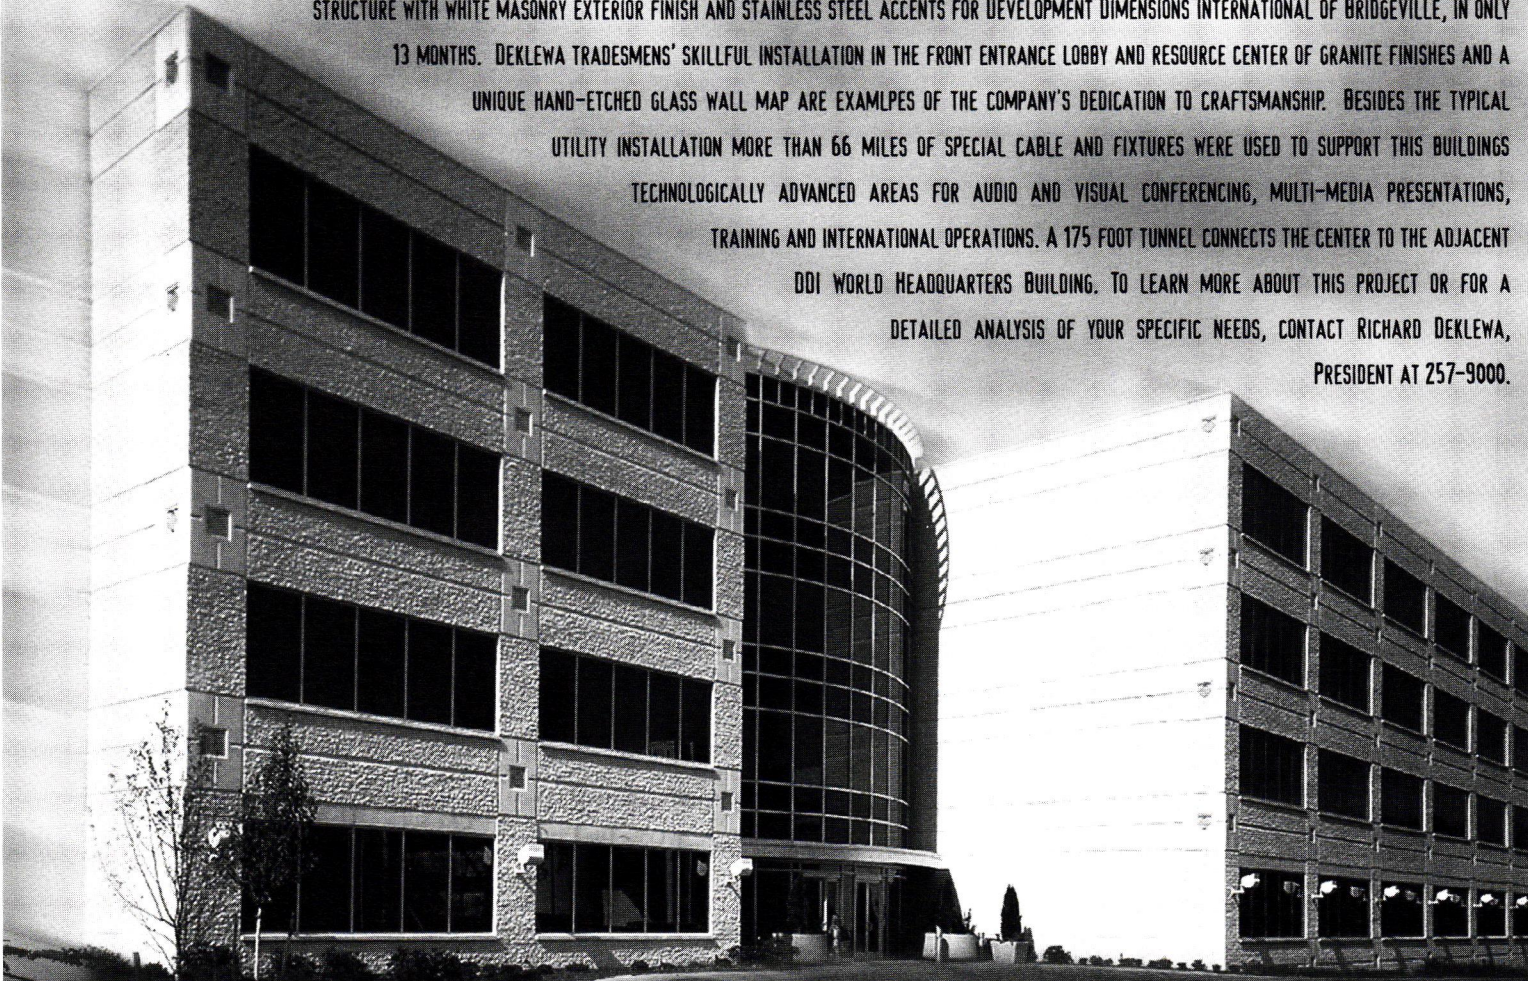 STRUCTURE WITH WHITE MASONRY EXTERIOR FINISH AND STAINLESS STEEL ACCENTS FOR DEVELOPMENT DIMENSIONS INTERNATIONAL OF BRIDGEVILLE, IN ONLY
13 MONTHS. DEKLEWA TRADESMENS' SKILLFUL INSTALLATION IN THE FRONT ENTRANCE LOBBY AND RESOURCE CENTER OF GRANITE FINISHES AND A
UNIQUE HAND-ETCHED GLASS WALL MAP ARE EXAMLPES OF THE COMPANY'S DEDICATION TO CRAFTSMANSHIP. BESIDES THE TYPICAL
UTILITY INSTALLATION MORE THAN 66 MILES OF SPECIAL CABLE AND FIXTURES WERE USED TO SUPPORT THIS BUILDINGS
TECHNOLOGICALLY ADVANCED AREAS FOR AUDIO AND VISUAL CONFERENCING, MULTI-MEDIA PRESENTATIONS,
TRAINING AND INTERNATIONAL OPERATIONS. A 175 FOOT TUNNEL CONNECTS THE CENTER TO THE ADJACENT
DDI WORLD HEADQUARTERS BUILDING. TO LEARN MORE ABOUT THIS PROJECT OR FOR A
DETAILED ANALYSIS OF YOUR SPECIFIC NEEDS, CONTACT RICHARD DEKLEWA,
PRESIDENT AT 257-9000.